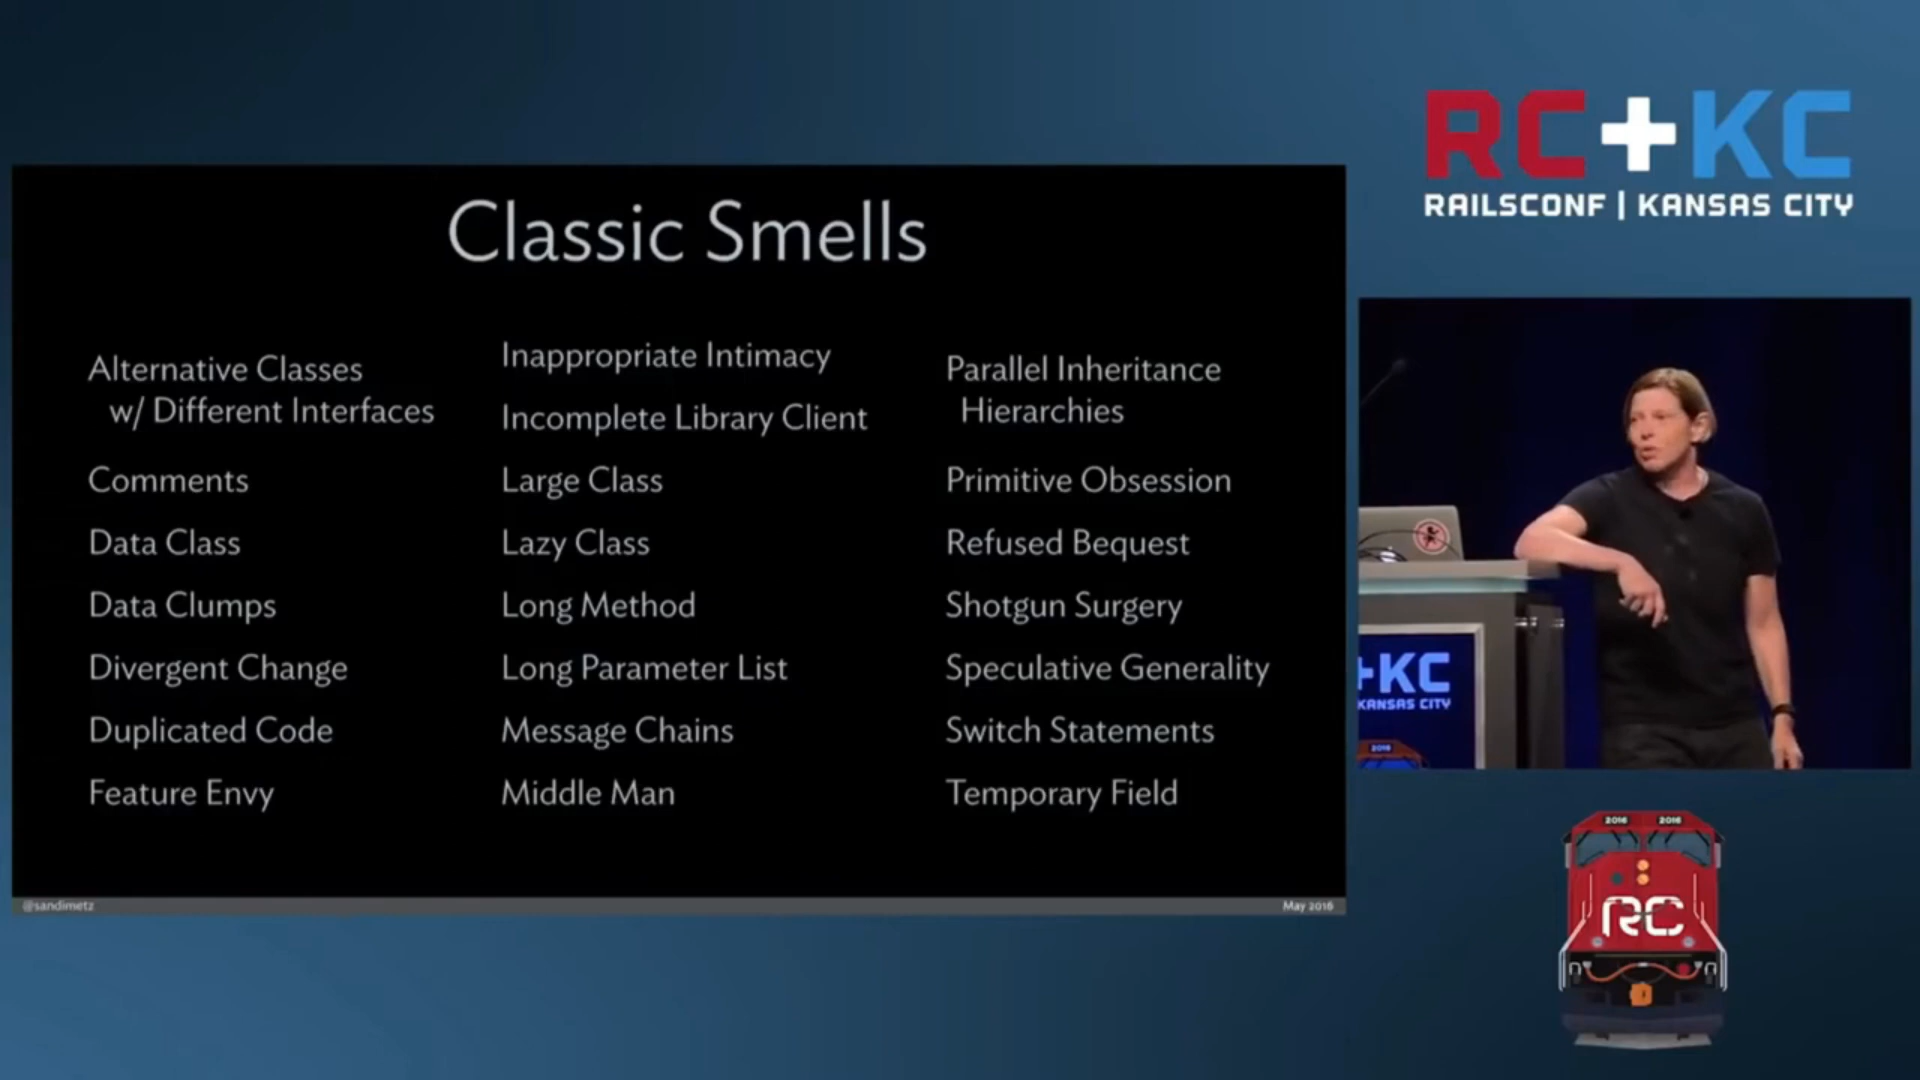 RC+KC
RAILSCONF | KANSAS CITY
Classic Smells
Alternative Classes
w/ Different Interfaces
Comments
Data Class
Data Clumps
Divergent Change
Duplicated Code
Feature Envy
Inappropriate Intimacy
Incomplete Library Client
Large Class
Lazy Class
Long Method
Long Parameter List
Message Chains
Middle Man
Parallel Inheritance
Hierarchies
Primitive Obsession
Refused Bequest
Shotgun Surgery
Speculative Generality
Switch Statements
Temporary Field
@sandimetz
May 2016
+KC
KANSAS CITY
2016
2016 2016
RC